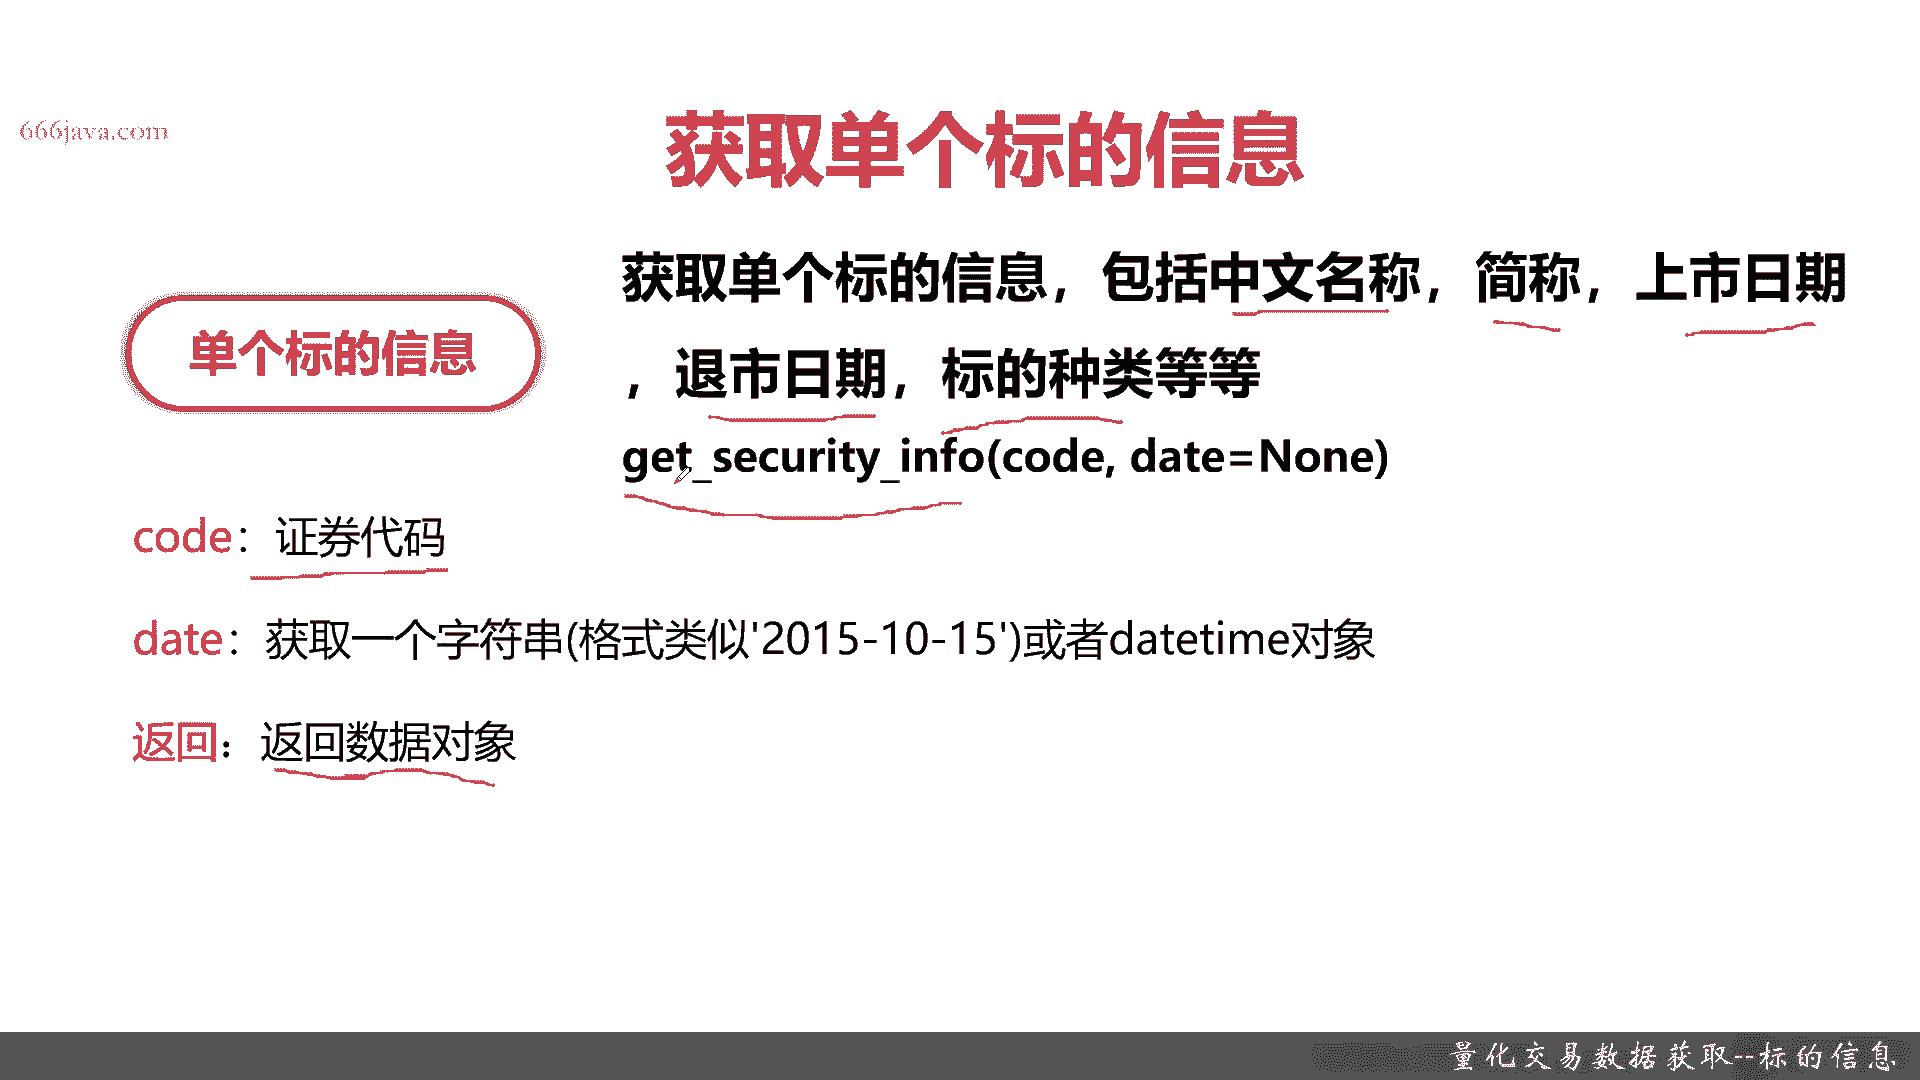 666java.com
获取单个标的信息
单个标的信息
获取单个标的信息，包括中文名称，简称，上市日期
，退市日期，标的种类等等
get_security_info(code, date=None)
code：证券代码
date：获取一个字符串(格式类似'2015-10-15')或者datetime对象
返回：返回数据对象
量化交易数据获取--标的信息